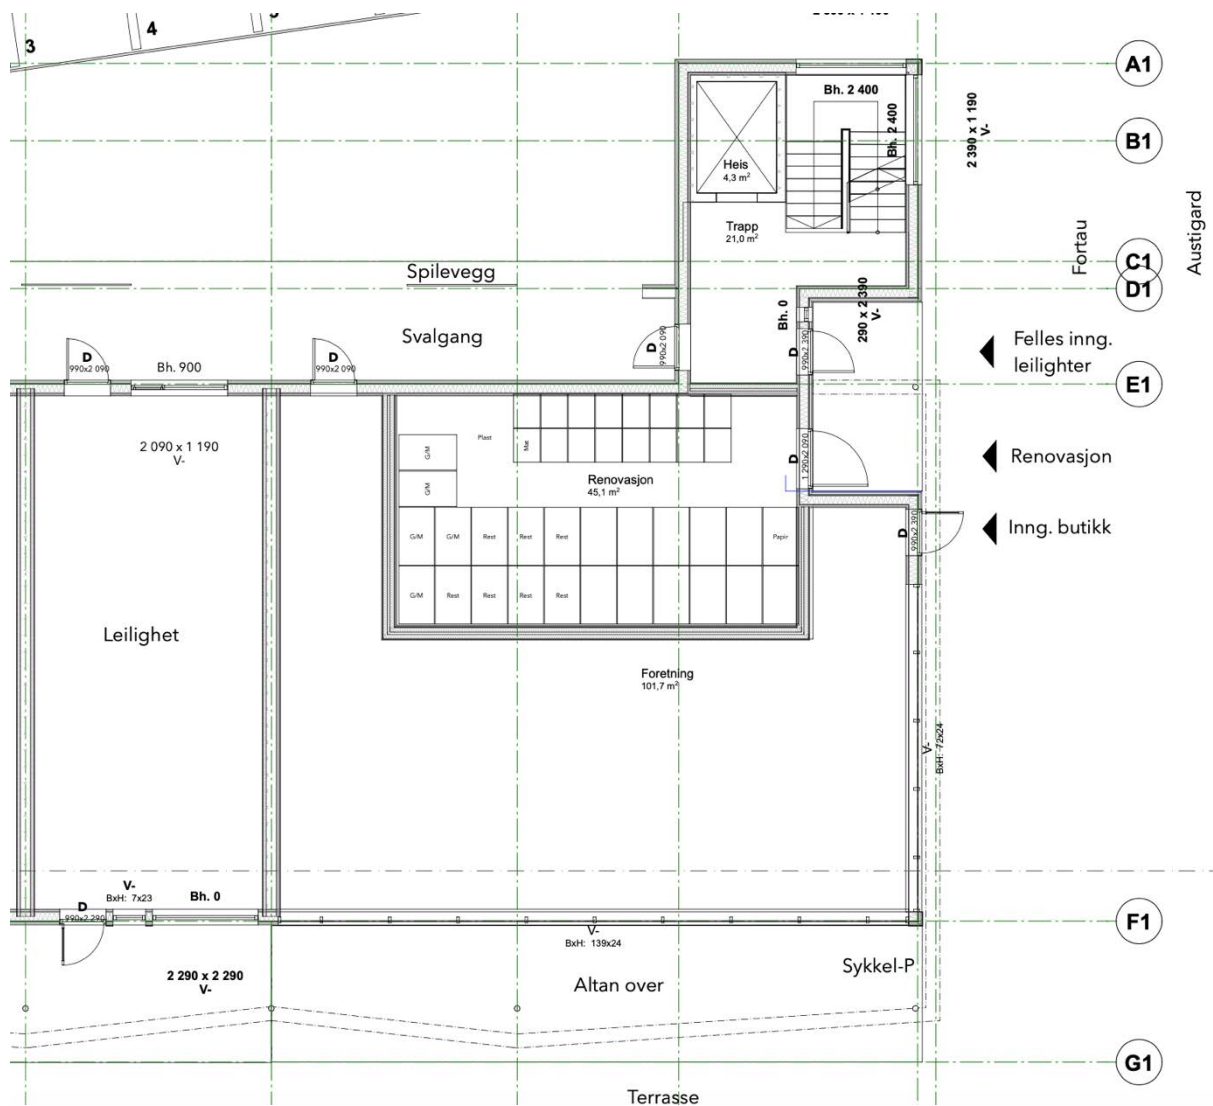 3
4
A1
Bh. 2 400
Bh. 2 400
2 390 x 1 190
V-
B1
Heis
4,3 m²
Trapp
21,0 m²
Fortau
Austigard
C1
D1
Spilevegg
Svalgang
Bh. 0
290 x 2 390
V-
D
990x2 090
D
990x2 090
D
990x2 090
D
990x2 390
Bh. 900
Felles inng.
leilighter
E1
2 090 x 1 190
V-
G/M
Plast
Mat
G/M
Renovasjon
45,1 m²
D
1 290x2 090
Renovasjon
G/M
G/M
Rest
Rest
Rest
Papir
D
990x2 390
Inng. butikk
G/M
Rest
Rest
Rest
Rest
Leilighet
Foretning
101,7 m²
V-
BxH: 72x24
V-
BxH: 7x23
Bh. 0
D
990x2 290
F1
V-
BxH: 139x24
2 290 x 2 290
V-
Altan over
Sykkel-P
G1
Terrasse